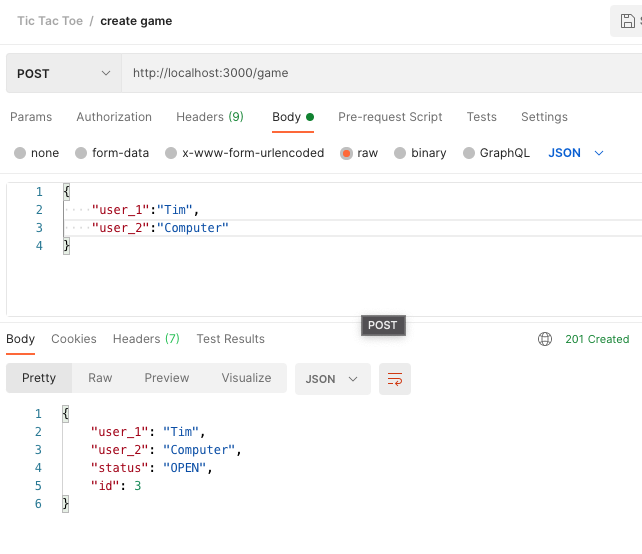 Tic Tac Toe / create game
POST http://localhost:3000/game
Params Authorization Headers (9) Body Pre-request Script Tests Settings
none form-data x-www-form-urlencoded raw binary GraphQL JSON
1 {
2 "user_1":"Tim",
3 "user_2":"Computer"
4 }
POST
Body Cookies Headers (7) Test Results 201 Created
Pretty Raw Preview Visualize JSON
1 {
2 "user_1": "Tim",
3 "user_2": "Computer",
4 "status": "OPEN",
5 "id": 3
6 }